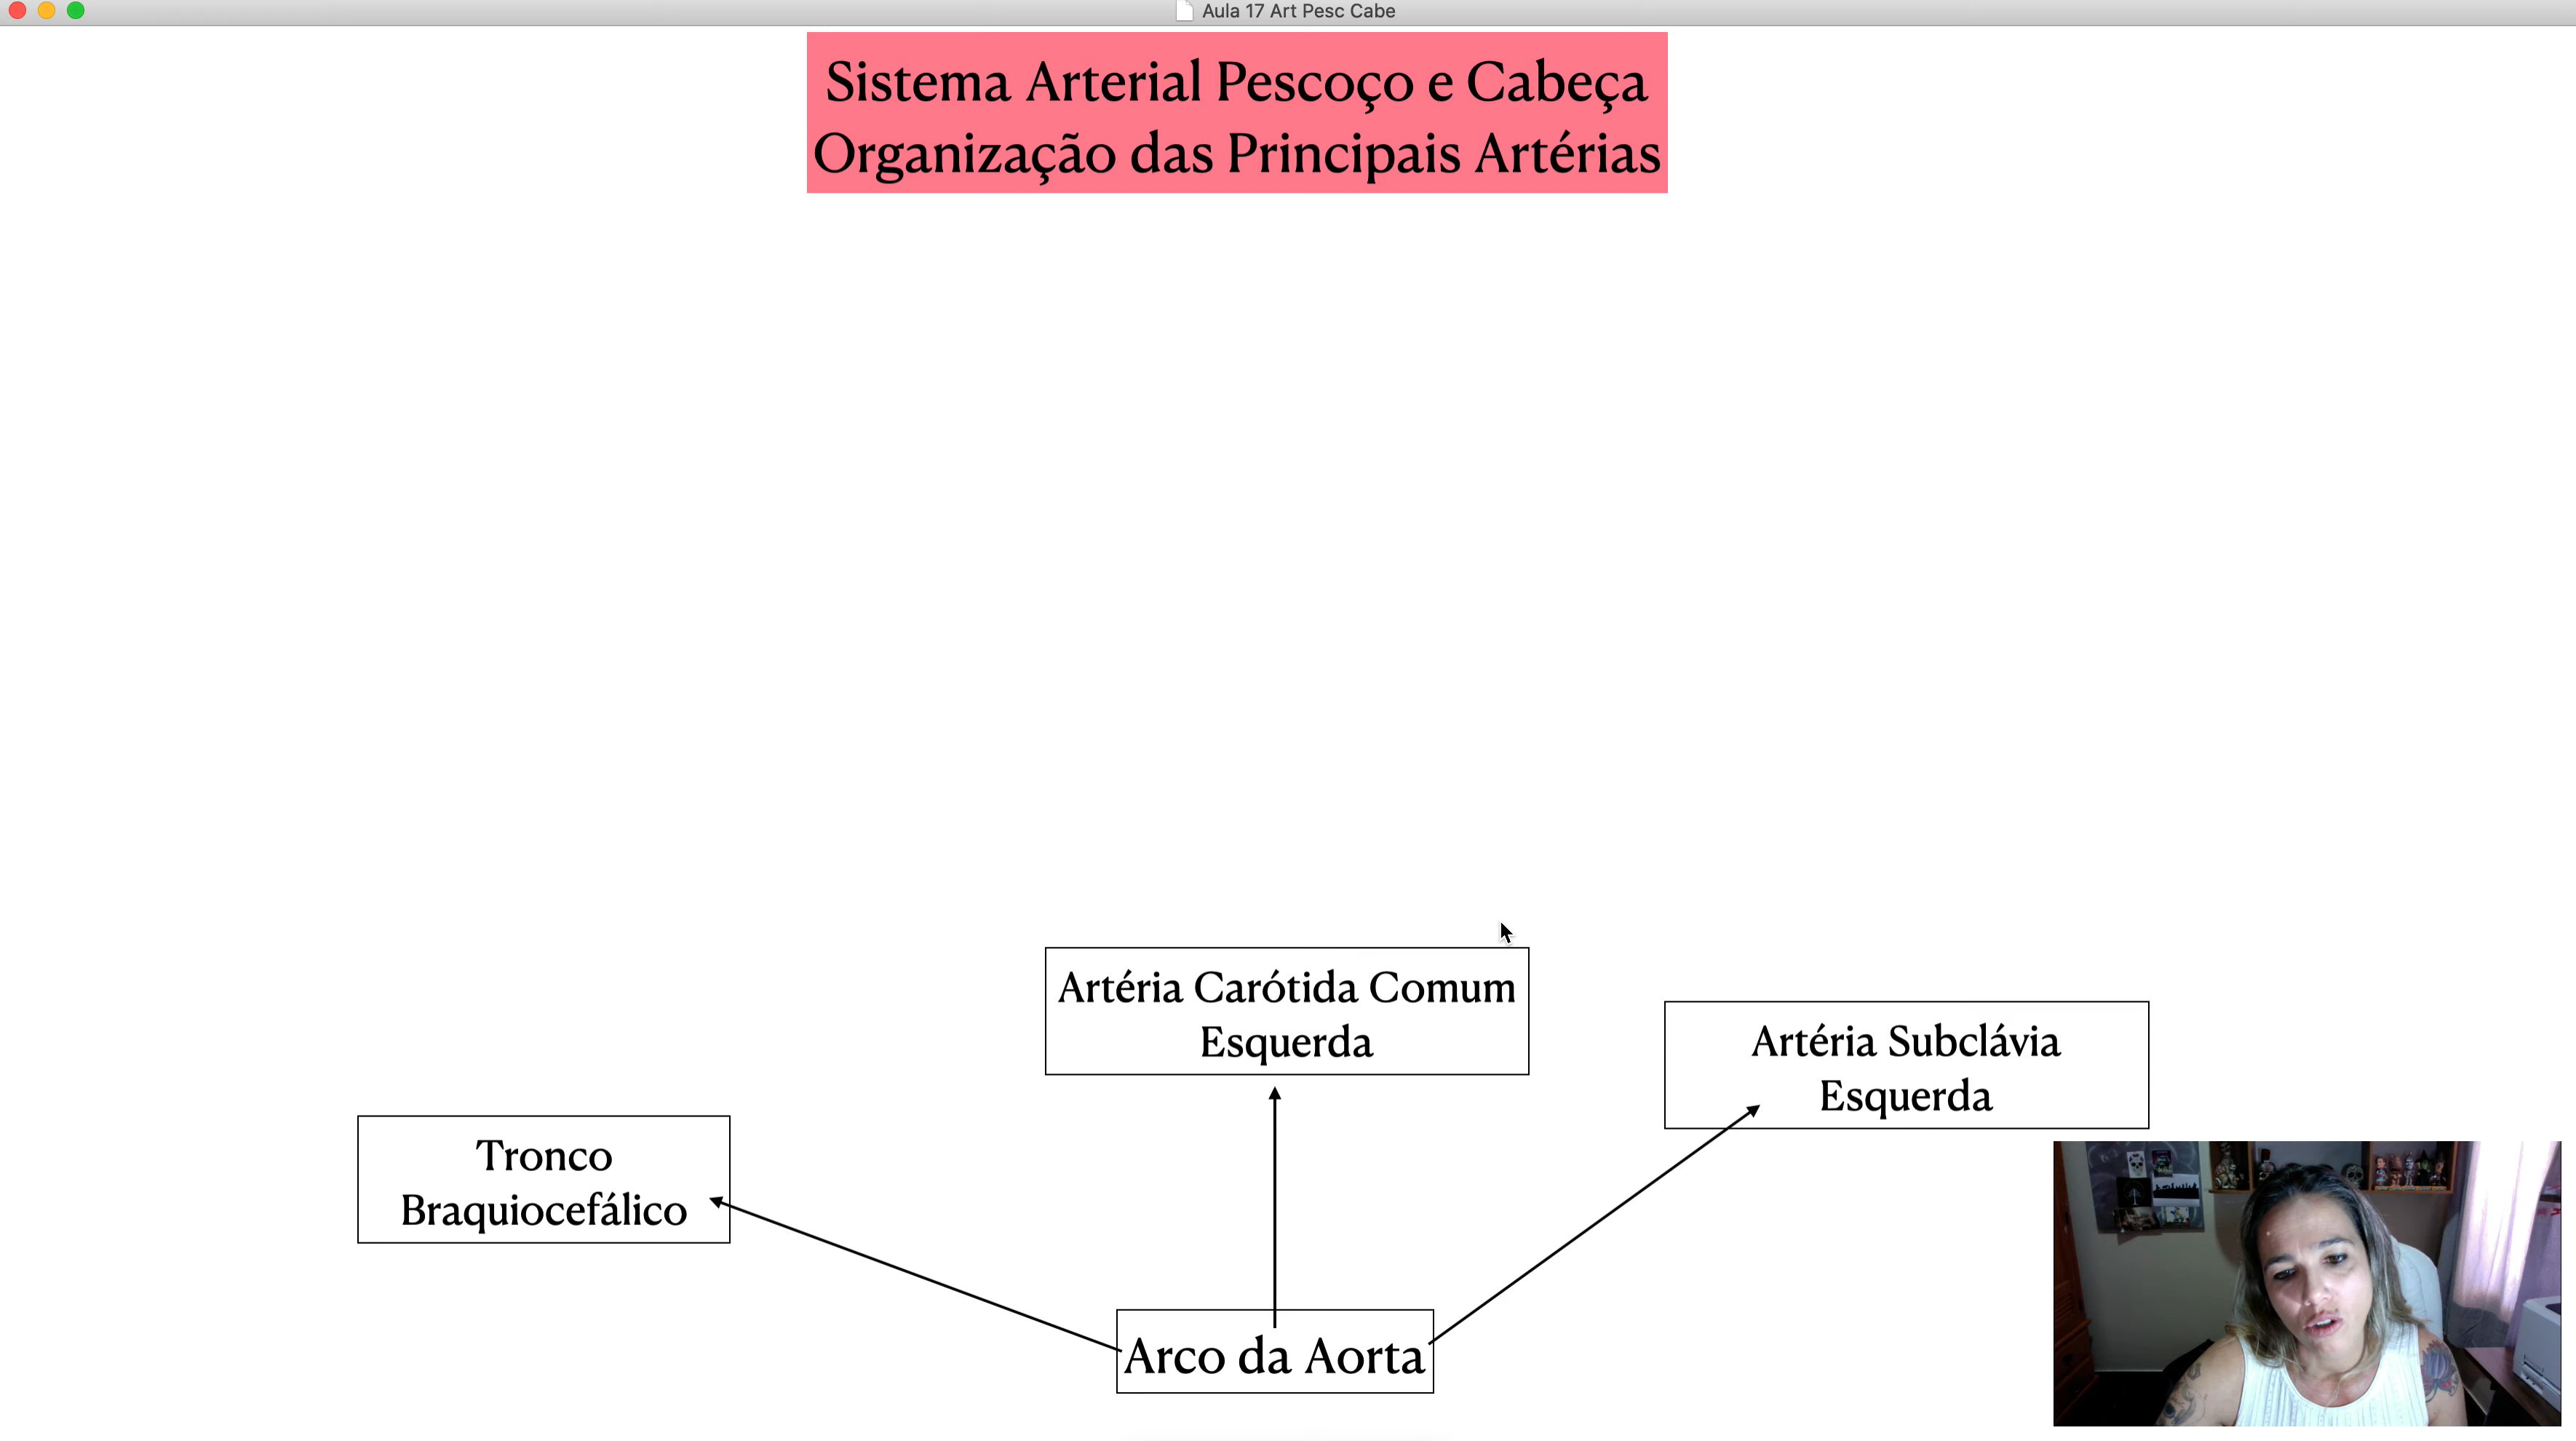 Aula 17 Art Pesc Cabe
Sistema Arterial Pescoço e Cabeça
Organização das Principais Artérias
Artéria Carótida Comum
Esquerda
Artéria Subclávia
Esquerda
Tronco
Braquiocefálico
Arco da Aorta